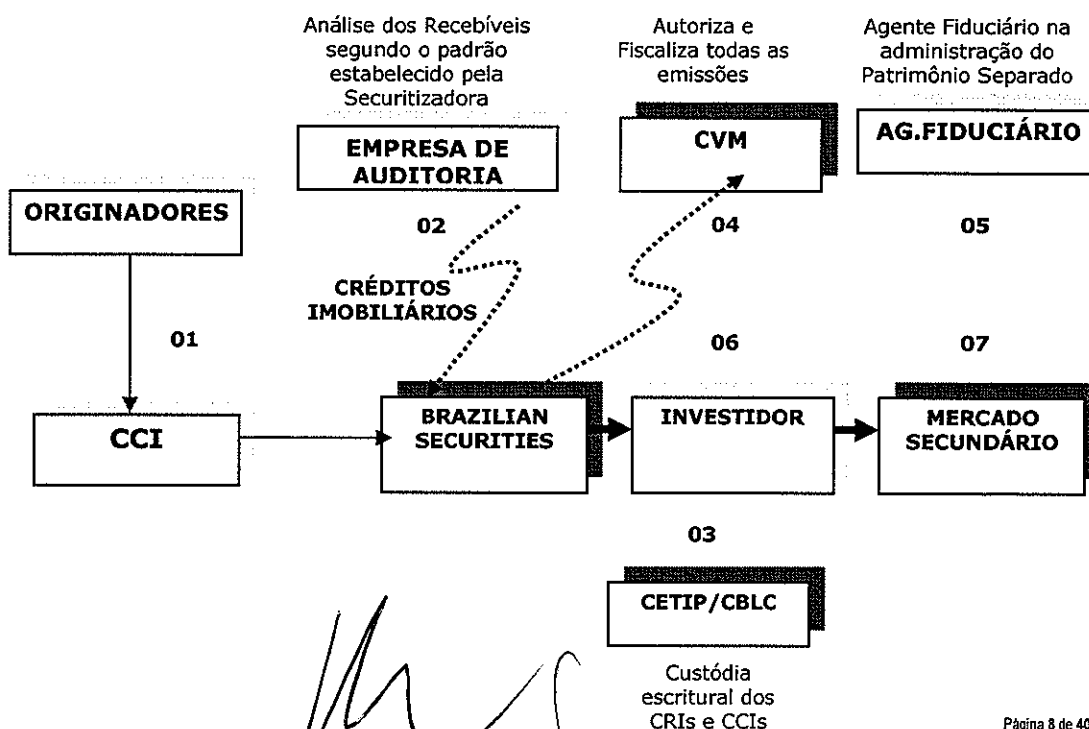 Análise dos Recebíveis
segundo o padrão
estabelecido pela
Securitizadora
Autoriza e
Fiscaliza todas as
emissões
Agente Fiduciário na
administração do
Patrimônio Separado
EMPRESA DE
AUDITORIA
CVM
AG.FIDUCIÁRIO
ORIGINADORES
02
04
05
CRÉDITOS
IMOBILIÁRIOS
01
06
07
CCI
BRAZILIAN
SECURITIES
INVESTIDOR
MERCADO
SECUNDÁRIO
03
CETIP/CBLC
Custódia
escritural dos
CRIs e CCIs
Página 8 de 40